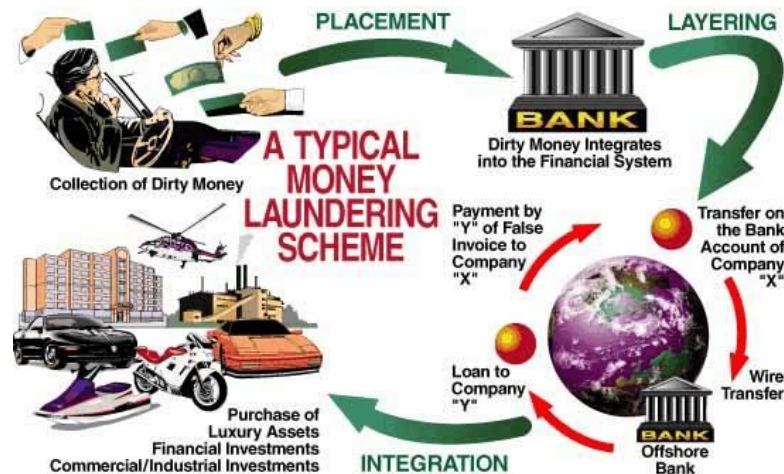 PLACEMENT
LAYERING
BANK
Dirty Money Integrates
into the Financial System
Collection of Dirty Money
A TYPICAL
MONEY
LAUNDERING
SCHEME
Payment by
"Y" of False
Invoice to
Company
"X"
Transfer on
the Bank
Account of
Company
"X"
Loan to
Company
"Y"
Wire
Transfer
BANK
Offshore
Bank
Purchase of
Luxury Assets
Financial Investments
Commercial/Industrial Investments
INTEGRATION